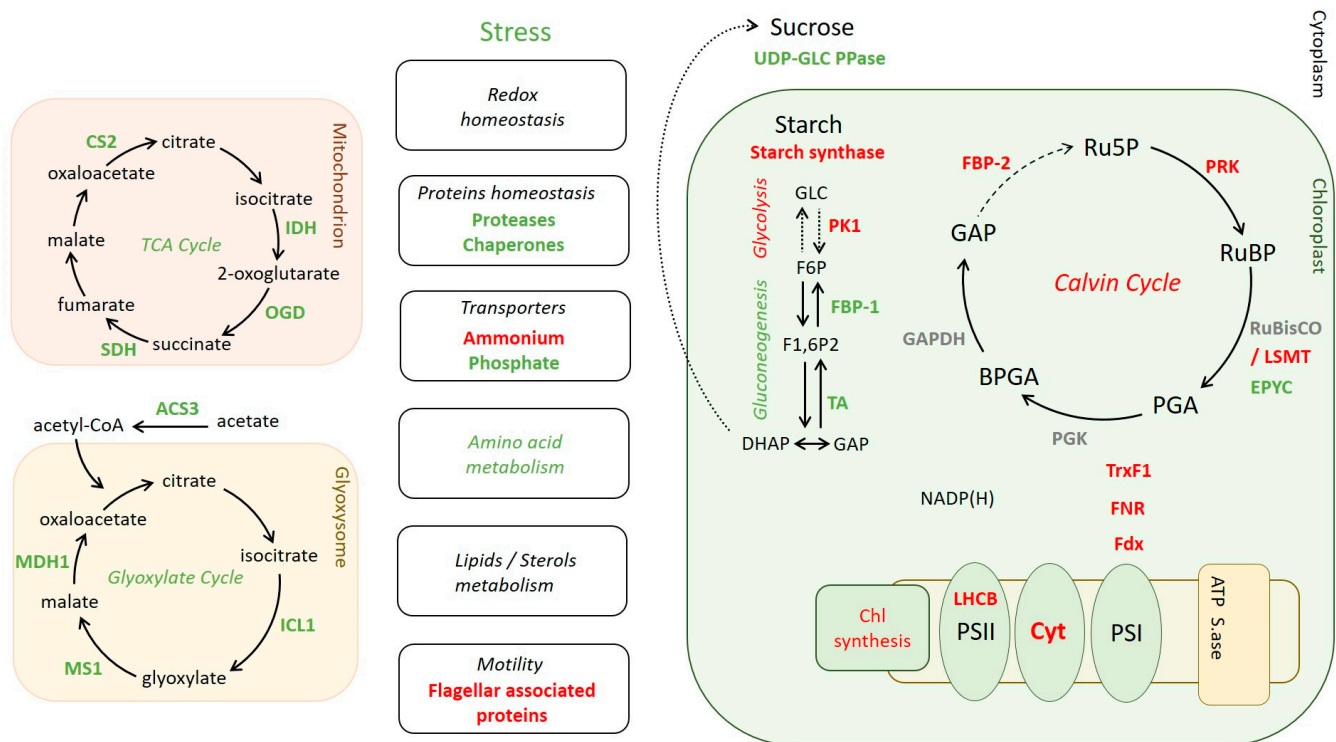 Stress
Redox
homeostasis
Proteins homeostasis
Proteases
Chaperones
Transporters
Ammonium
Phosphate
Amino acid
metabolism
Lipids / Sterols
metabolism
Motility
Flagellar associated
proteins
Mitochondrion
CS2
citrate
oxaloacetate
isocitrate
IDH
malate
TCA Cycle
2-oxoglutarate
fumarate
OGD
SDH
succinate
ACS3
acetyl-CoA
acetate
Glyoxysome
citrate
oxaloacetate
isocitrate
MDH1
Glyoxylate Cycle
malate
ICL1
MS1
glyoxylate
Cytoplasm
Sucrose
UDP-GLC PPase
Chloroplast
Starch
Starch synthase
Glycolysis
GLC
PK1
F6P
Gluconeogenesis
FBP-1
F1,6P2
TA
DHAP
GAP
FBP-2
Ru5P
PRK
GAP
RuBP
Calvin Cycle
GAPDH
RuBisCO
/ LSMT
EPYC
BPGA
PGA
PGK
TrxF1
NADP(H)
FNR
Fdx
Chl
synthesis
LHCB
PSII
Cyt
PSI
ATP S.ase